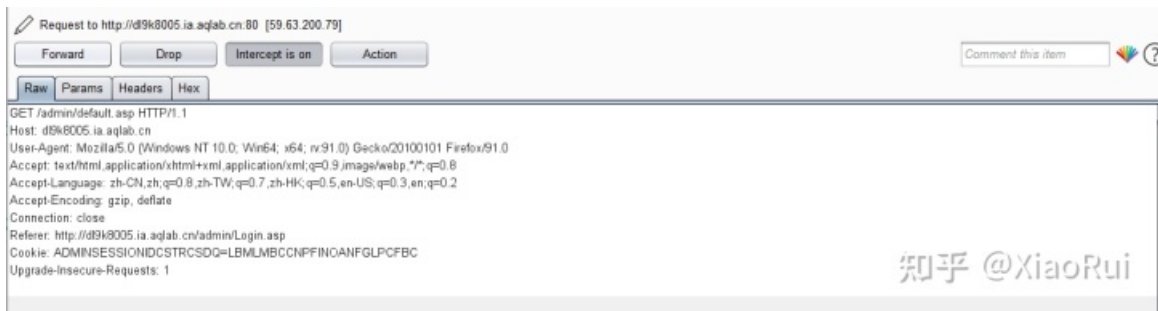 Request to http://dl9k8005.ia.aqlab.cn:80 [59.63.200.79]
Forward Drop Intercept is on Action Comment this item ?
Raw Params Headers Hex
GET /admin/default.asp HTTP/1.1
Host: dl9k8005.ia.aqlab.cn
User-Agent: Mozilla/5.0 (Windows NT 10.0; Win64; x64; rv:91.0) Gecko/20100101 Firefox/91.0
Accept: text/html,application/xhtml+xml,application/xml;q=0.9,image/webp,*/*;q=0.8
Accept-Language: zh-CN,zh;q=0.8,zh-TW;q=0.7,zh-HK;q=0.5,en-US;q=0.3,en;q=0.2
Accept-Encoding: gzip, deflate
Connection: close
Referer: http://dl9k8005.ia.aqlab.cn/admin/Login.asp
Cookie: ADMINSESSIONIDCSTRCSDQ=LBMLMBCCNPFINOANFGLPCFBC
Upgrade-Insecure-Requests: 1
知乎 @XiaoRui